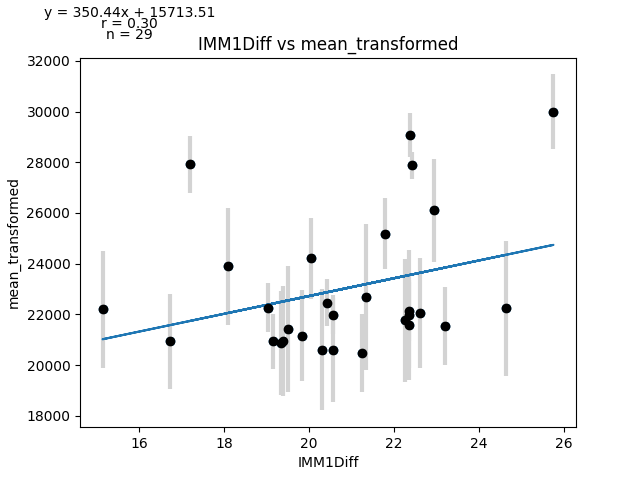 y = 350.44x + 15713.51
r = 0.30
n = 29
IMM1Diff vs mean_transformed
32000
30000
28000
26000
24000
22000
20000
18000
mean_transformed
16
18
20
22
24
26
IMM1Diff